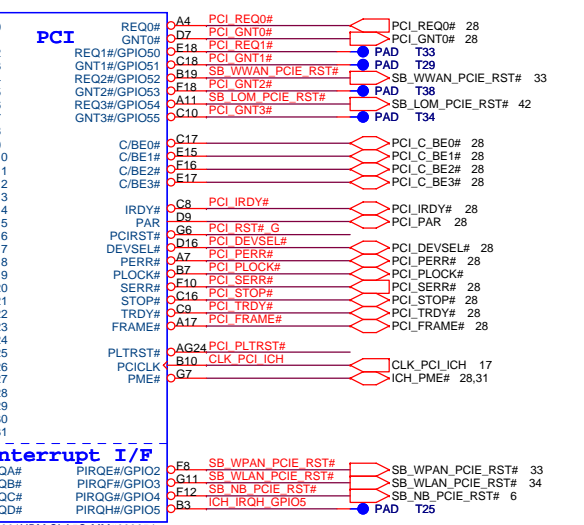 PCI
REQ0# A4 PCI_REQ0# PCI_REQ0# 28
GNT0# D7 PCI_GNT0# PCI_GNT0# 28
REQ1#/GPIO50 E18 PCI_REQ1# PAD T33
GNT1#/GPIO51 C18 PCI_GNT1# PAD T29
REQ2#/GPIO52 B19 SB_WWAN_PCIE_RST# SB_WWAN_PCIE_RST# 33
GNT2#/GPIO53 F18 PCI_GNT2# PAD T38
REQ3#/GPIO54 A11 SB_LOM_PCIE_RST# SB_LOM_PCIE_RST# 42
GNT3#/GPIO55 C10 PCI_GNT3# PAD T34
C/BE0# C17 PCI_C_BE0# 28
C/BE1# E15 PCI_C_BE1# 28
C/BE2# F16 PCI_C_BE2# 28
C/BE3# E17 PCI_C_BE3# 28
IRDY# C8 PCI_IRDY# PCI_IRDY# 28
PAR D9 PCI_PAR 28
PCIRST# G6 PCI_RST#_G
DEVSEL# D16 PCI_DEVSEL# PCI_DEVSEL# 28
PERR# A7 PCI_PERR# PCI_PERR# 28
PLOCK# B7 PCI_PLOCK# PCI_PLOCK#
SERR# F10 PCI_SERR# PCI_SERR# 28
STOP# C16 PCI_STOP# PCI_STOP# 28
TRDY# C9 PCI_TRDY# PCI_TRDY# 28
FRAME# A17 PCI_FRAME# PCI_FRAME# 28
PLTRST# AG24 PCI_PLTRST#
PCICLK B10 CLK_PCI_ICH CLK_PCI_ICH 17
PME# G7 ICH_PME# 28,31
nterrupt I/F
QA# PIRQE#/GPIO2 F8 SB_WPAN_PCIE_RST# SB_WPAN_PCIE_RST# 33
QB# PIRQF#/GPIO3 G11 SB_WLAN_PCIE_RST# SB_WLAN_PCIE_RST# 34
QC# PIRQG#/GPIO4 F12 SB_NB_PCIE_RST# SB_NB_PCIE_RST# 6
QD# PIRQH#/GPIO5 B3 ICH_IRQH_GPIO5 PAD T25